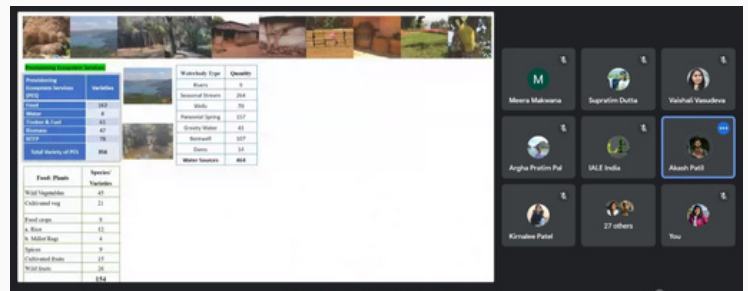 Provisioning Ecosystem Services
Provisioning
Ecosystem Services
(PES)
Varieties
Food 162
Water
Timber & Fuel 61
Biomass 47
NTFP 78
Total Variety of PES 356
Waterbody Type Quantity
Rivers
Seasonal Stream 264
Wells 70
Perennial Spring 157
Gravity Water 43
Borewell 107
Dams 14
Water Sources 464
Food: Plants
Species/
Varieties
Wild Vegetables 45
Cultivated veg 21
Food crops
a. Rice 12
b. Millet Ragi 4
Spices 9
Cultivated fruits 17
Wild fruits
154
M
Meera Makwana
Supratim Dutta
Vaishali Vasudeva
Argha Pratim Pal
IALE India
Akash Patil
Kirnalee Patel
27 others
You